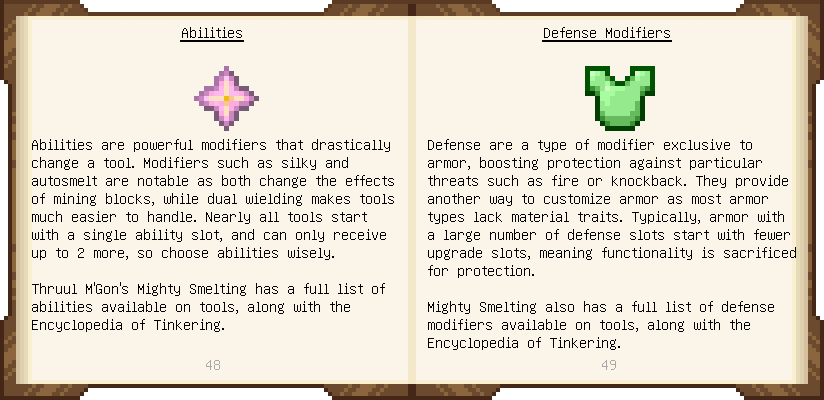 Abilities
Abilities are powerful modifiers that drastically
change a tool. Modifiers such as silky and
autosmelt are notable as both change the effects
of mining blocks, while dual wielding makes tools
much easier to handle. Nearly all tools start
with a single ability slot, and can only receive
up to 2 more, so choose abilities wisely.
Thruul M'Gon's Mighty Smelting has a full list of
abilities available on tools, along with the
Encyclopedia of Tinkering.
48
Defense Modifiers
Defense are a type of modifier exclusive to
armor, boosting protection against particular
threats such as fire or knockback. They provide
another way to customize armor as most armor
types lack material traits. Typically, armor with
a large number of defense slots start with fewer
upgrade slots, meaning functionality is sacrificed
for protection.
Mighty Smelting also has a full list of defense
modifiers available on tools, along with the
Encyclopedia of Tinkering.
49